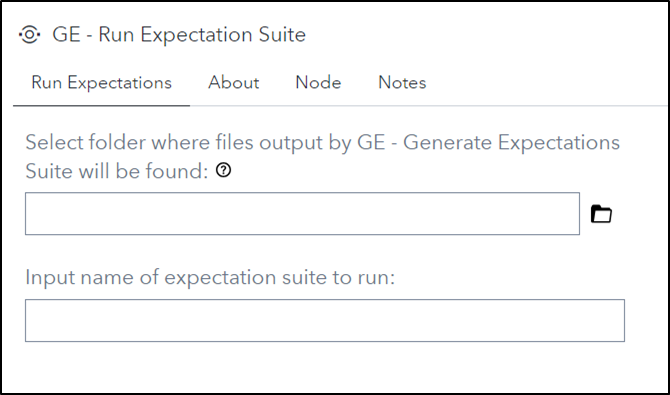 GE - Run Expectation Suite
Run Expectations About Node Notes
Select folder where files output by GE - Generate Expectations
Suite will be found:
Input name of expectation suite to run: